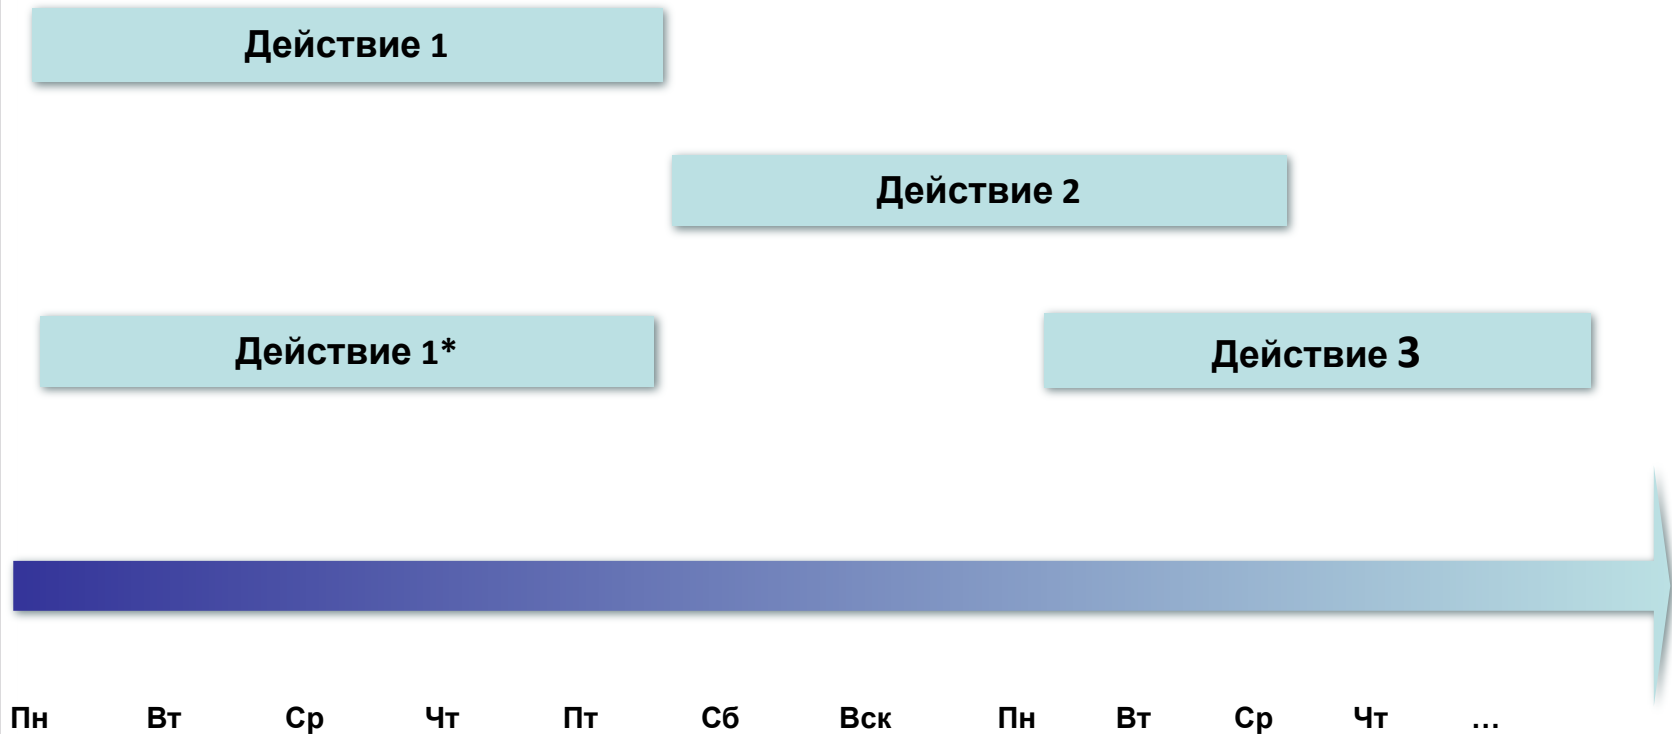 Действие 1
Действие 2
Действие 1*
Действие 3
Пн Вт Ср Чт Пт Сб Вск Пн Вт Ср Чт ...